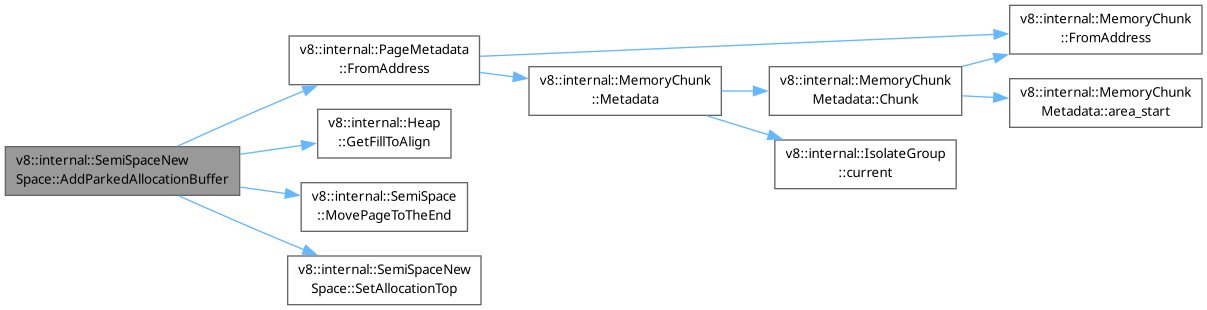 v8::internal::SemiSpaceNew
Space::AddParkedAllocationBuffer
v8::internal::PageMetadata
::FromAddress
v8::internal::Heap
::GetFillToAlign
v8::internal::SemiSpace
::MovePageToTheEnd
v8::internal::SemiSpaceNew
Space::SetAllocationTop
v8::internal::MemoryChunk
::Metadata
v8::internal::MemoryChunk
Metadata::Chunk
v8::internal::IsolateGroup
::current
v8::internal::MemoryChunk
::FromAddress
v8::internal::MemoryChunk
Metadata::area_start